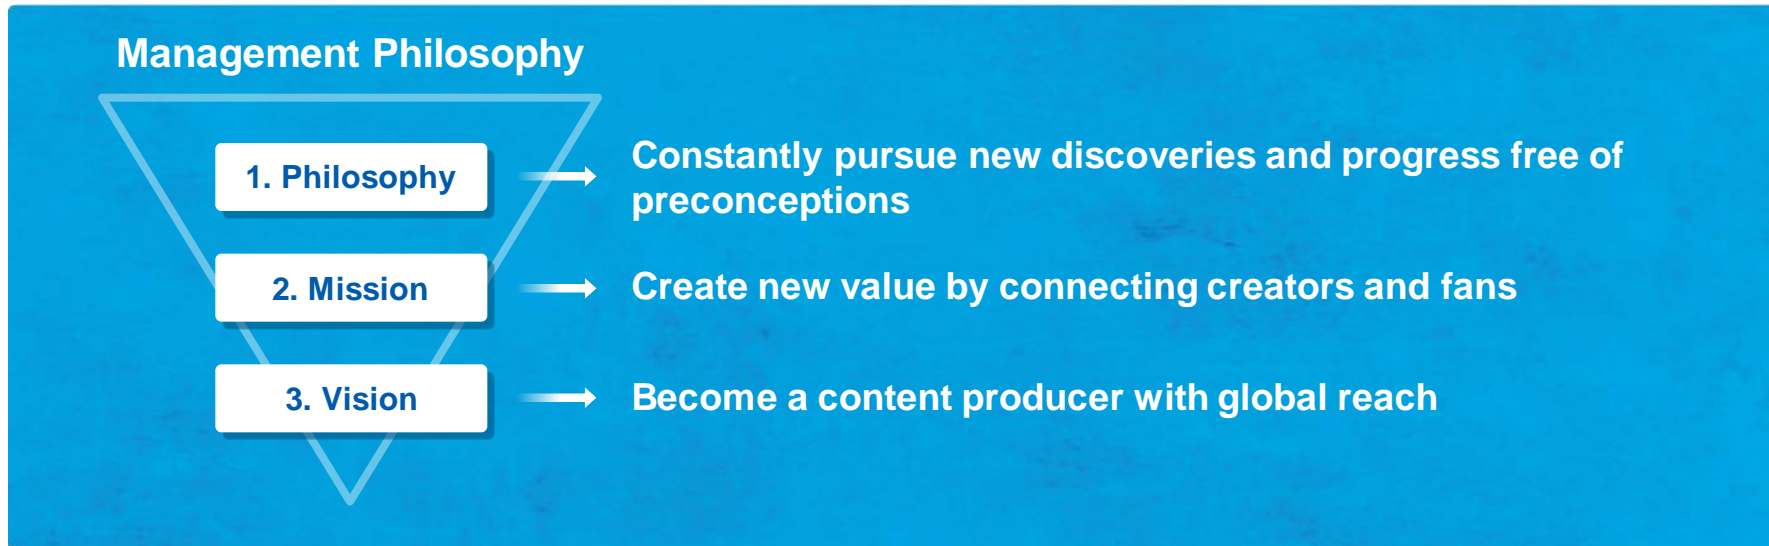 Management Philosophy
1. Philosophy
Constantly pursue new discoveries and progress free of
preconceptions
2. Mission
Create new value by connecting creators and fans
3. Vision
Become a content producer with global reach